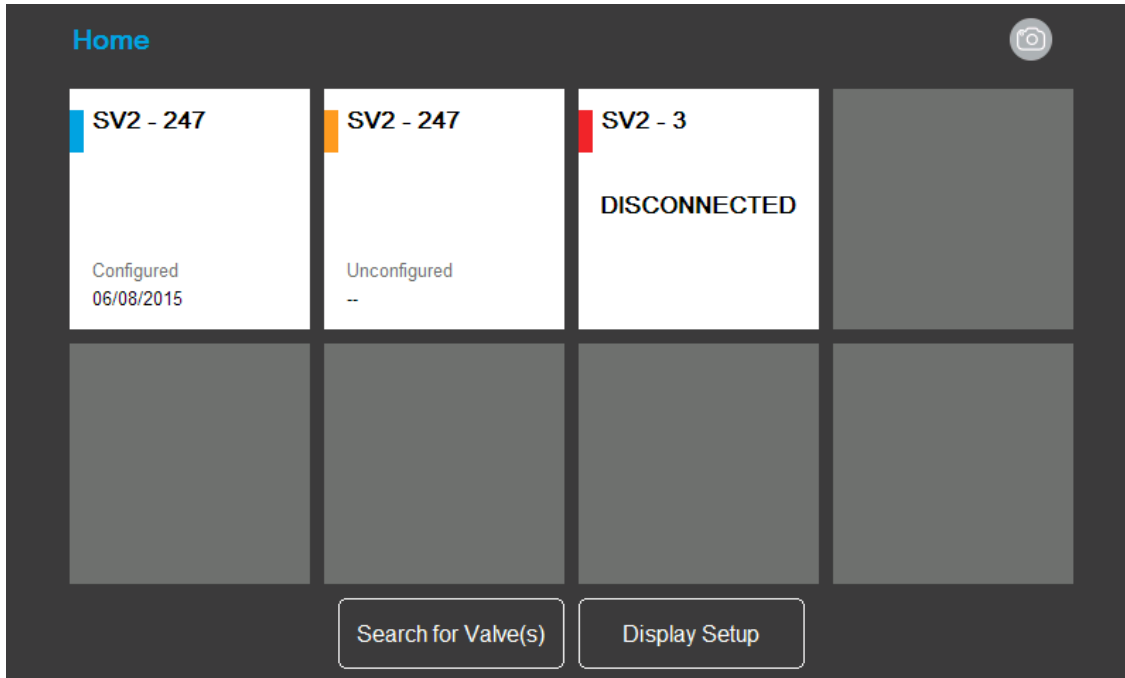 Home
SV2 - 247
Configured
06/08/2015
SV2 - 247
Unconfigured
--
SV2 - 3
DISCONNECTED
Search for Valve(s)
Display Setup